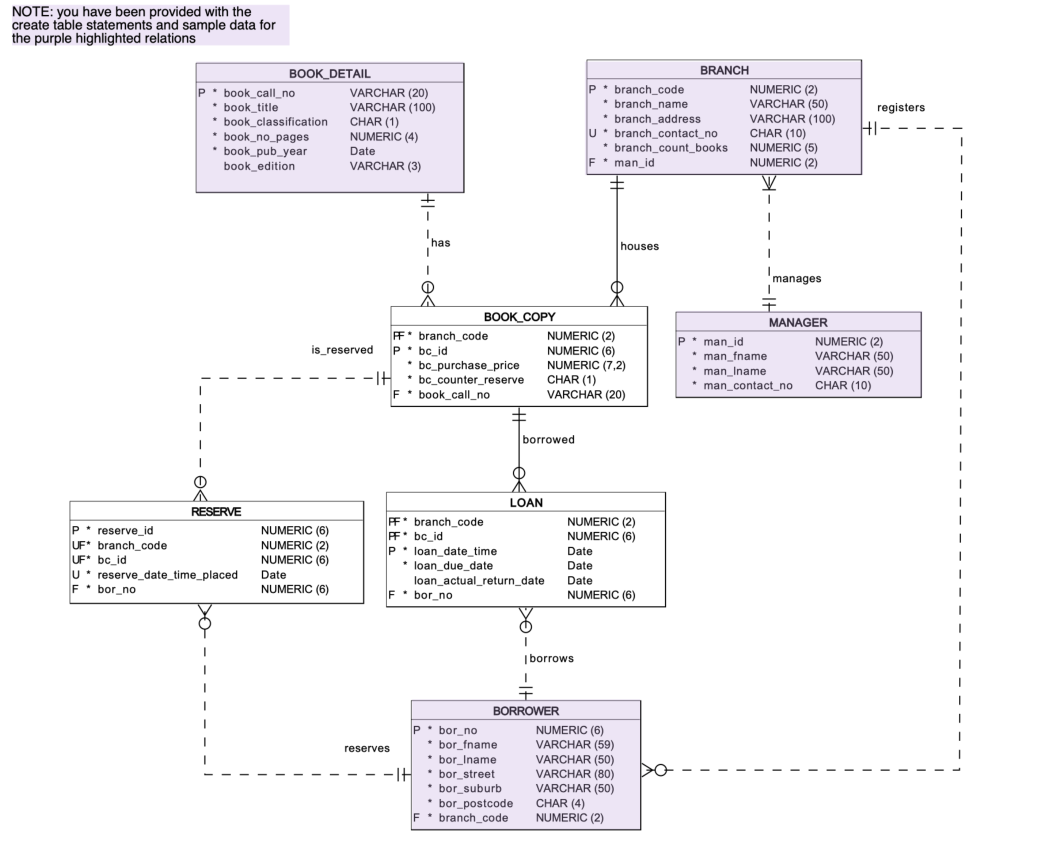 NOTE: you have been provided with the
create table statements and sample data for
the purple highlighted relations
BOOK_DETAIL
P * book_call_no VARCHAR (20)
* book_title VARCHAR (100)
* book_classification CHAR (1)
* book_no_pages NUMERIC (4)
* book_pub_year Date
book_edition VARCHAR (3)
BRANCH
P * branch_code NUMERIC (2)
* branch_name VARCHAR (50)
* branch_address VARCHAR (100)
U * branch_contact_no CHAR (10)
* branch_count_books NUMERIC (5)
F * man_id NUMERIC (2)
registers
has
houses
manages
BOOK_COPY
PF * branch_code NUMERIC (2)
P * bc_id NUMERIC (6)
* bc_purchase_price NUMERIC (7,2)
* bc_counter_reserve CHAR (1)
F * book_call_no VARCHAR (20)
MANAGER
P * man_id NUMERIC (2)
* man_fname VARCHAR (50)
* man_lname VARCHAR (50)
* man_contact_no CHAR (10)
is_reserved
borrowed
RESERVE
P * reserve_id NUMERIC (6)
UF * branch_code NUMERIC (2)
UF * bc_id NUMERIC (6)
U * reserve_date_time_placed Date
F * bor_no NUMERIC (6)
LOAN
PF * branch_code NUMERIC (2)
PF * bc_id NUMERIC (6)
P * loan_date_time Date
* loan_due_date Date
loan_actual_return_date Date
F * bor_no NUMERIC (6)
borrows
reserves
BORROWER
P * bor_no NUMERIC (6)
* bor_fname VARCHAR (59)
* bor_lname VARCHAR (50)
* bor_street VARCHAR (80)
* bor_suburb VARCHAR (50)
* bor_postcode CHAR (4)
F * branch_code NUMERIC (2)